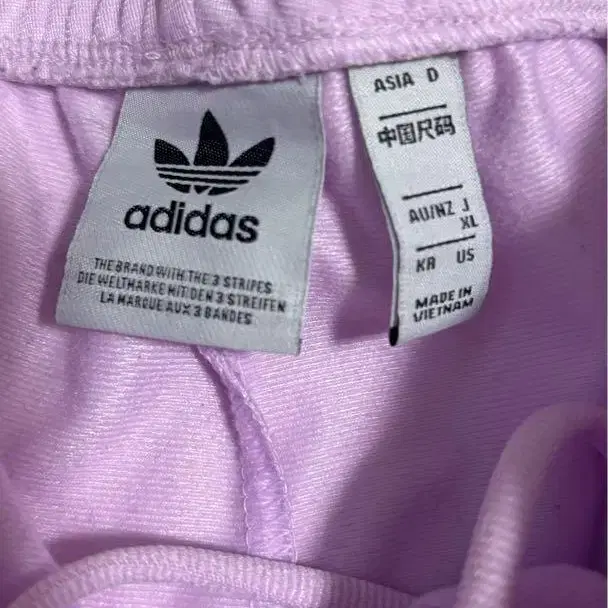 adidas
THE BRAND WITH THE 3 STRIPES
DIE WELTMARKE MIT DEN 3 STREIFEN
LA MARQUE AUX 3 BANDES
ASIA D
中国尺码
AU/NZ J
XL
KR US
MADE IN
VIETNAM